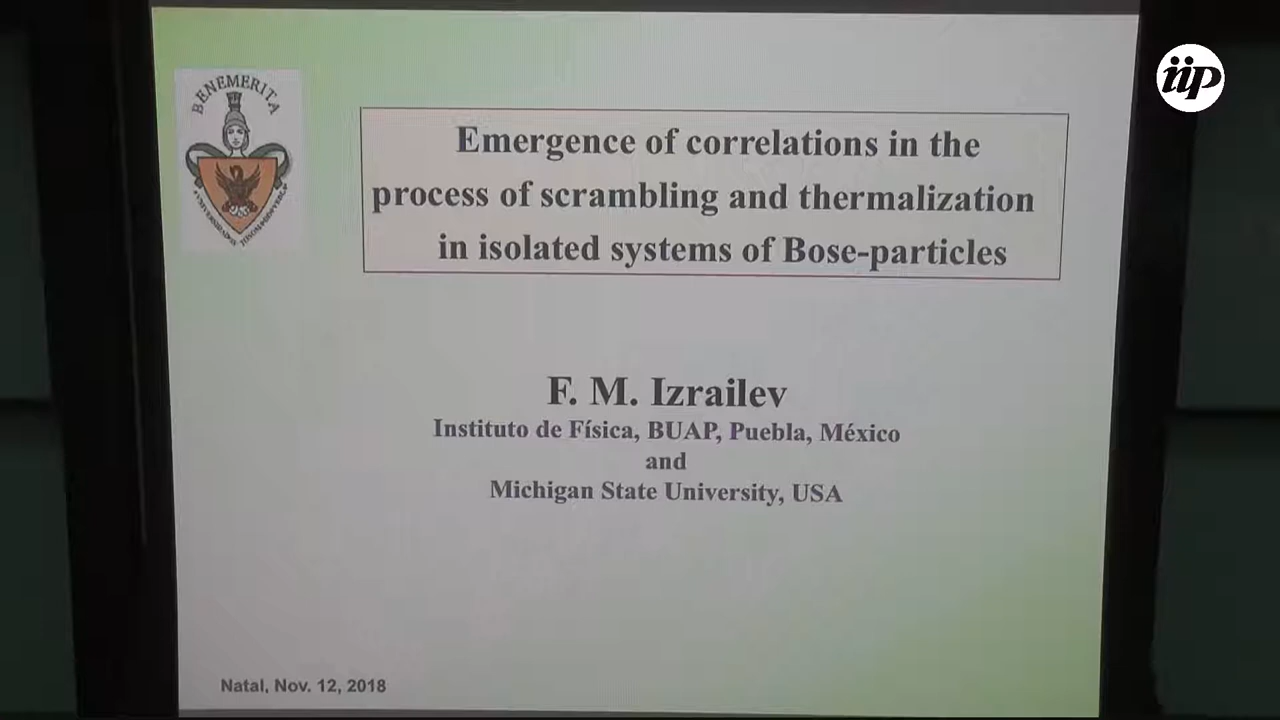 iip
BENEMERITA
Emergence of correlations in the
process of scrambling and thermalization
in isolated systems of Bose-particles
F. M. Izrailev
Instituto de Física, BUAP, Puebla, México
and
Michigan State University, USA
Natal, Nov. 12, 2018